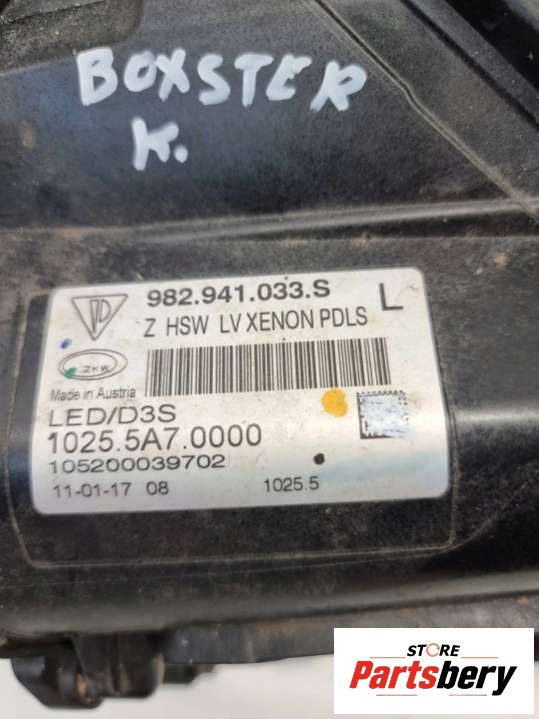 BOXSTER
K.
982.941.033.S L
Z HSW LV XENON PDLS
ZKW
Made in Austria
LED/D3S
1025.5A7.0000
105200039702
11-01-17 08 1025.5
STORE
Partsbery